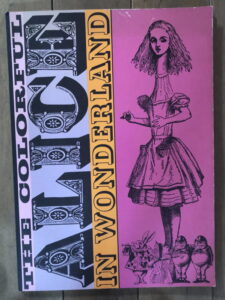 THE COLORFUL
ALICE
IN WONDERLAND